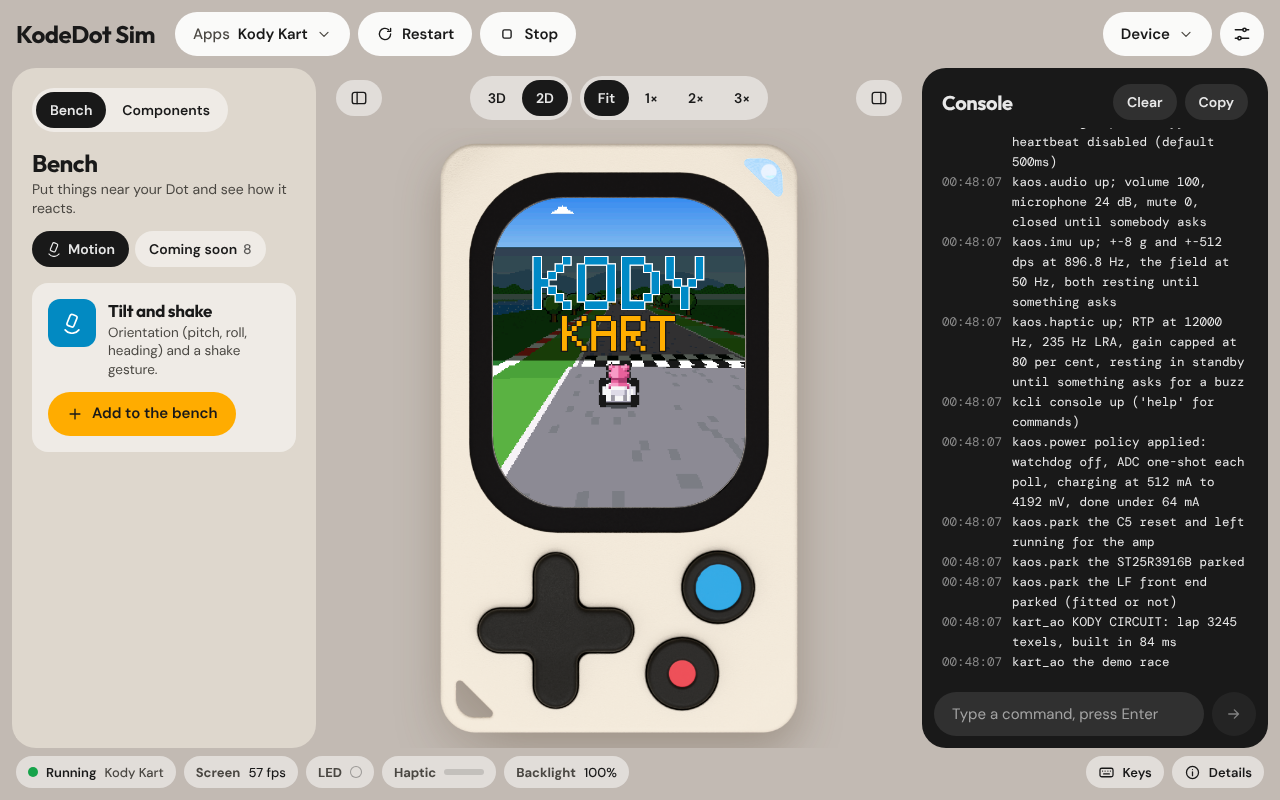 KodeDot Sim
Apps Kody Kart
Restart
Stop
Device
Bench
Components
Bench
Put things near your Dot and see how it
reacts.
Motion
Coming soon 8
Tilt and shake
Orientation (pitch, roll,
heading) and a shake
gesture.
Add to the bench
3D
2D
Fit
1×
2×
3×
KODY
KART
Console
Clear
Copy
heartbeat disabled (default
500ms)
00:48:07 kaos.audio up; volume 100,
microphone 24 dB, mute 0,
closed until somebody asks
00:48:07 kaos.imu up; +-8 g and +-512
dps at 896.8 Hz, the field at
50 Hz, both resting until
something asks
00:48:07 kaos.haptic up; RTP at 12000
Hz, 235 Hz LRA, gain capped at
80 per cent, resting in standby
until something asks for a buzz
00:48:07 kcli console up ('help' for
commands)
00:48:07 kaos.power policy applied:
watchdog off, ADC one-shot each
poll, charging at 512 mA to
4192 mV, done under 64 mA
00:48:07 kaos.park the C5 reset and left
running for the amp
00:48:07 kaos.park the ST25R3916B parked
00:48:07 kaos.park the LF front end
parked (fitted or not)
00:48:07 kart_ao KODY CIRCUIT: lap 3245
texels, built in 84 ms
00:48:07 kart_ao the demo race
Type a command, press Enter
Running Kody Kart
Screen 57 fps
LED
Haptic
Backlight 100%
Keys
Details